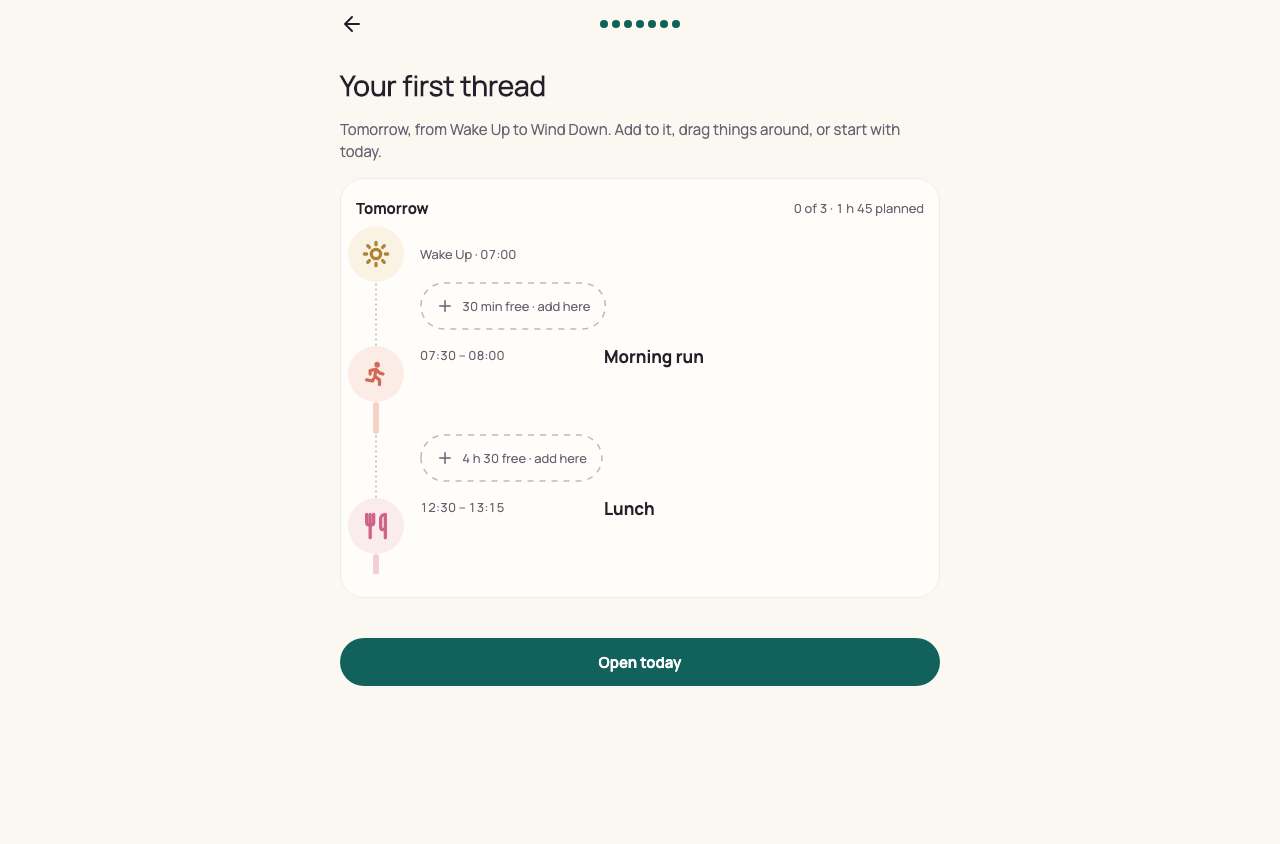 Your first thread
Tomorrow, from Wake Up to Wind Down. Add to it, drag things around, or start with
today.
Tomorrow
0 of 3 · 1 h 45 planned
Wake Up · 07:00
30 min free · add here
07:30 – 08:00
Morning run
4 h 30 free · add here
12:30 – 13:15
Lunch
Open today